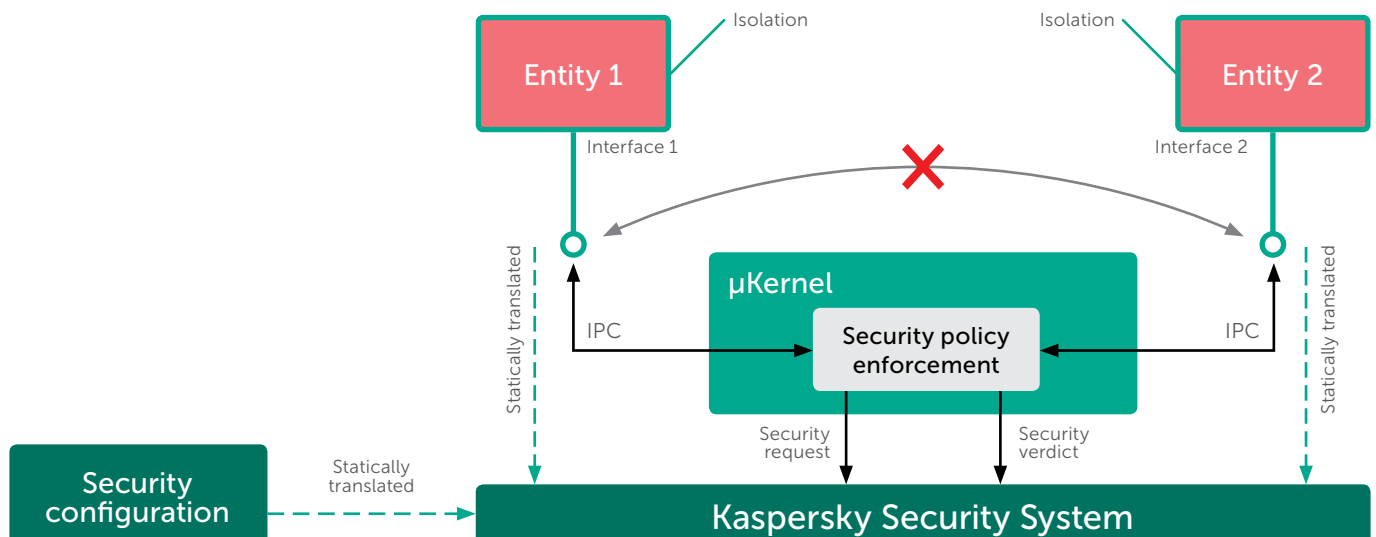 Isolation
Isolation
Entity 1
Entity 2
Interface 1
Interface 2
Statically translated
µKernel
Statically translated
IPC
Security policy
enforcement
IPC
Security
request
Security
verdict
Security
configuration
Statically
translated
Kaspersky Security System